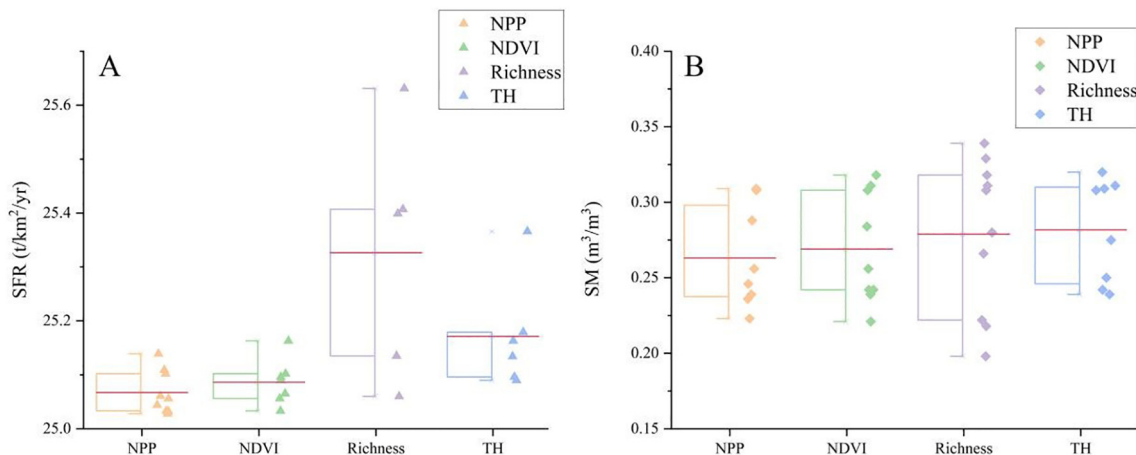 A
NPP
NDVI
Richness
TH
SFR (t/km²/yr)
25.6
25.4
25.2
25.0
NPP
NDVI
Richness
TH
B
NPP
NDVI
Richness
TH
SM (m³/m³)
0.40
0.35
0.30
0.25
0.20
0.15
NPP
NDVI
Richness
TH